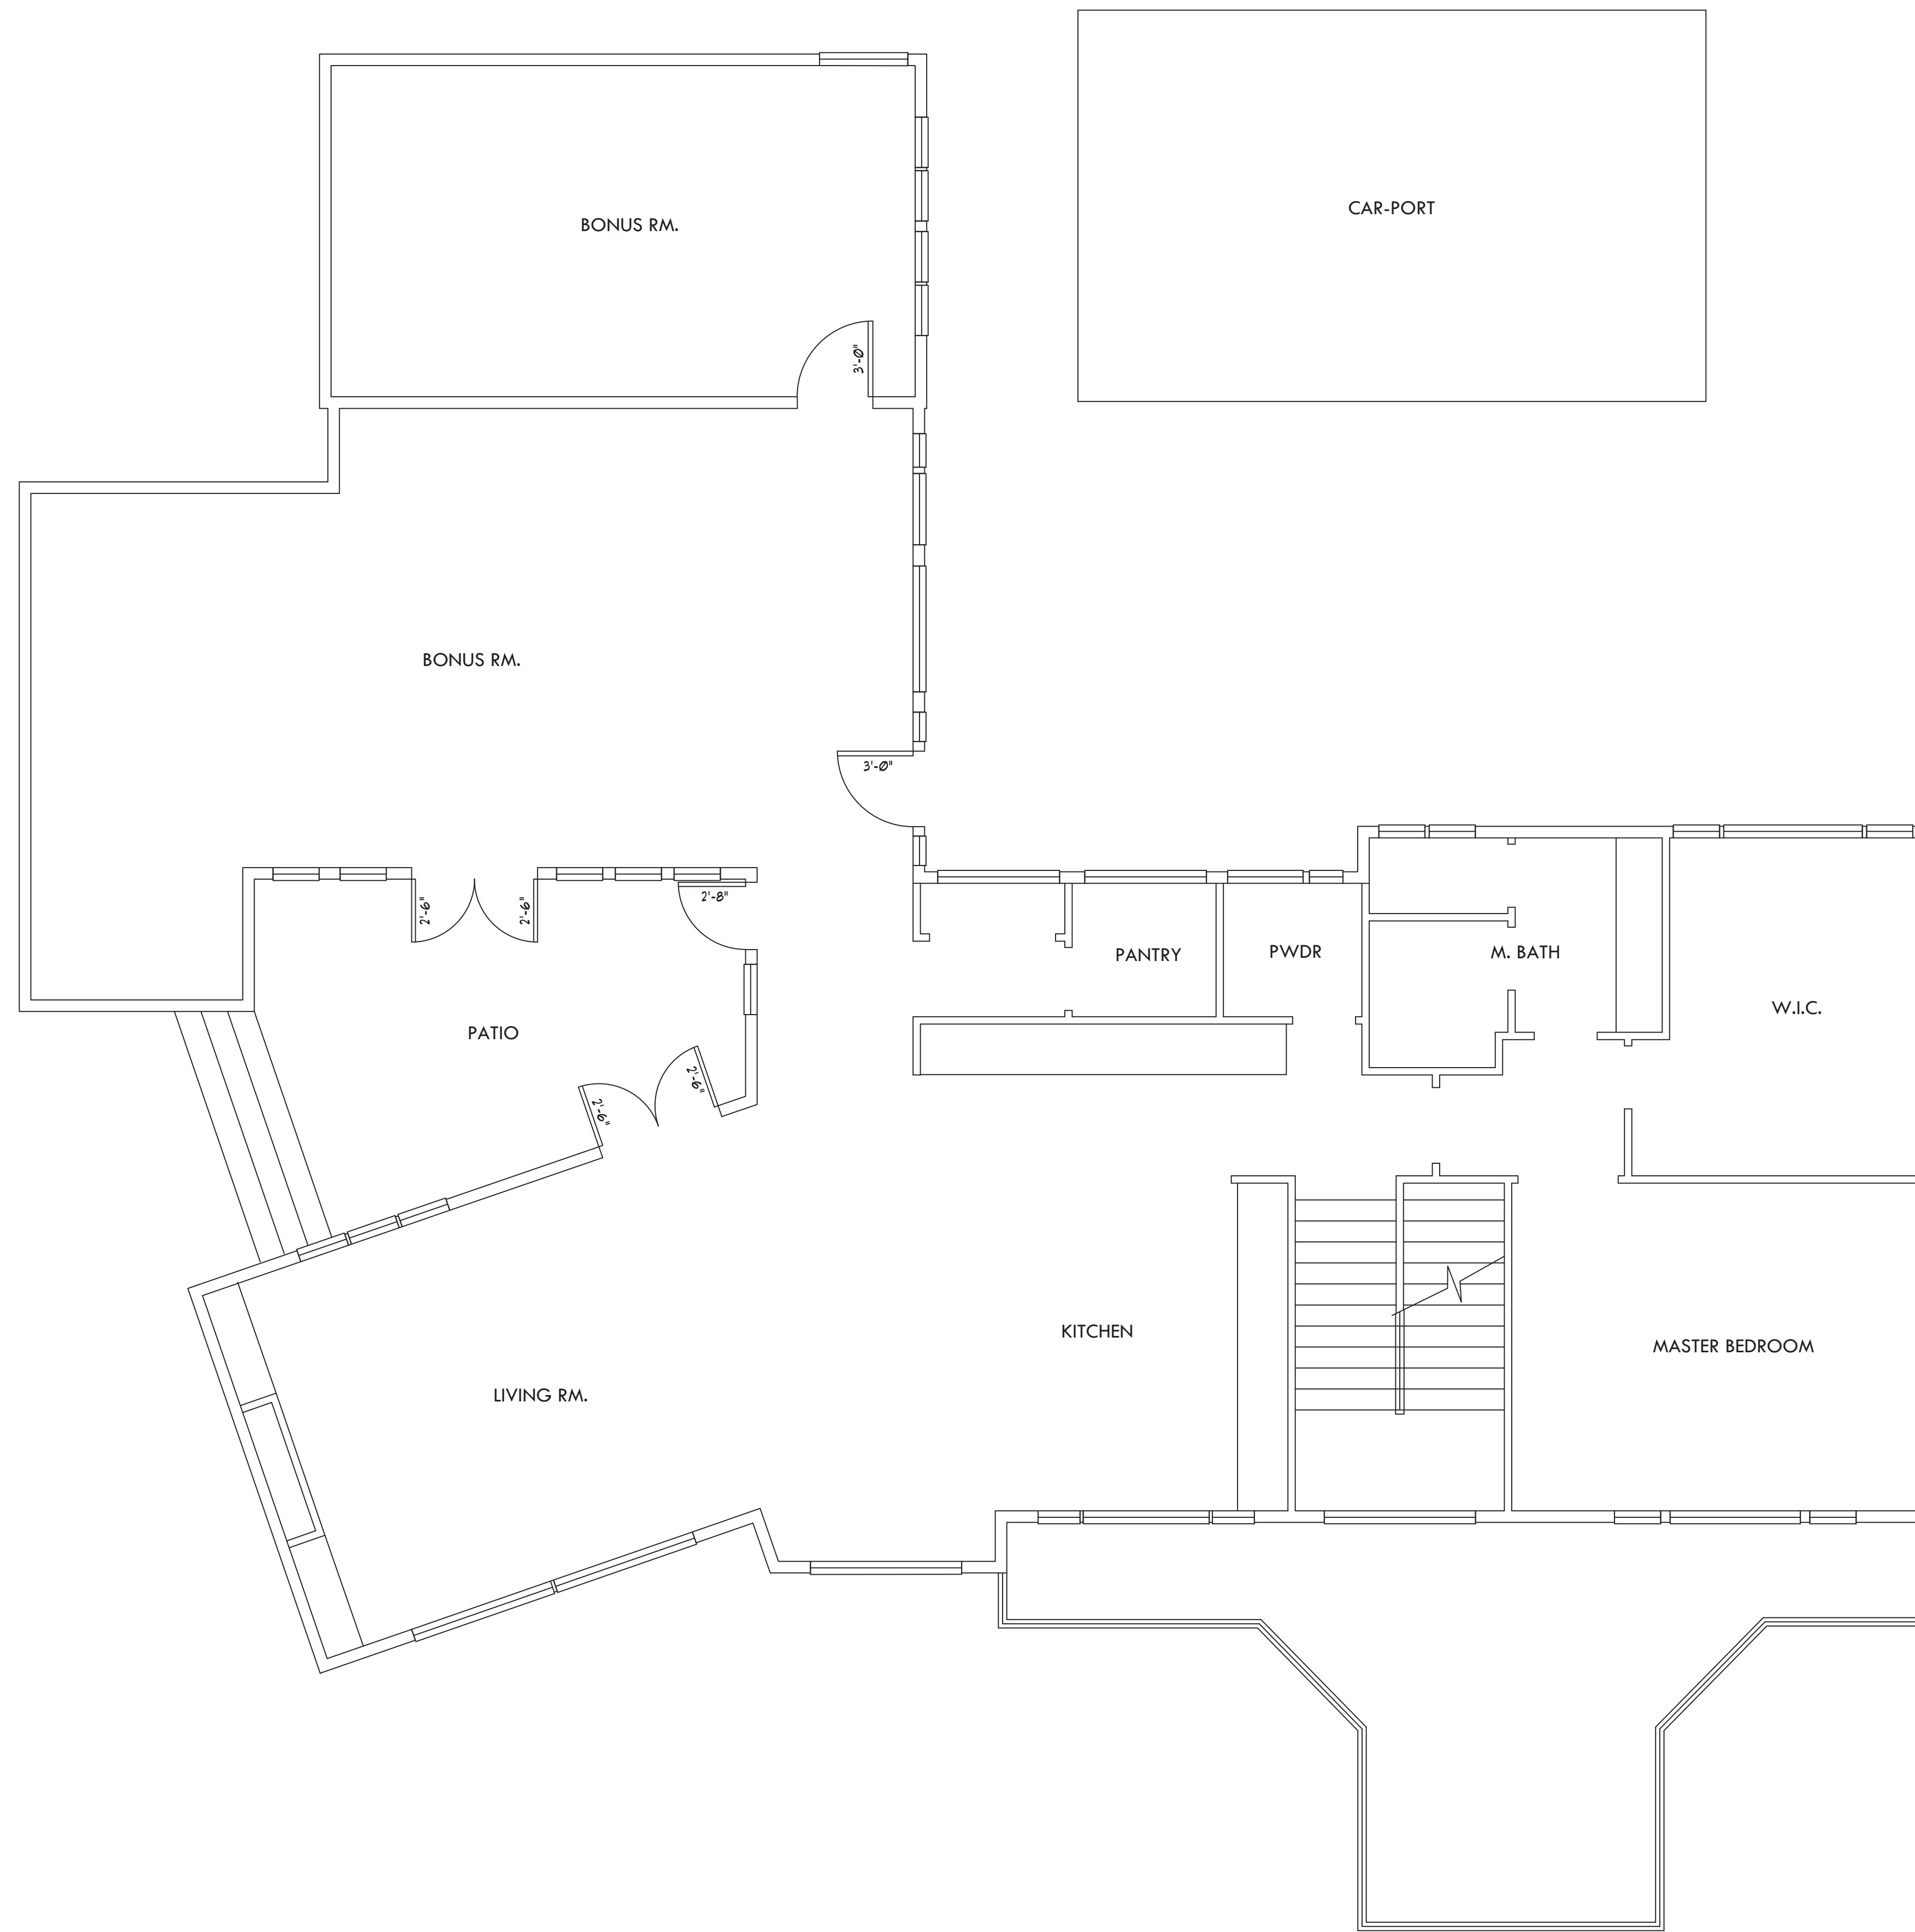 CAR-PORT
BONUS RM.
3'-0"
BONUS RM.
3'-0"
2'-6"
2'-6"
2'-8"
PANTRY
PWDR
M. BATH
W.I.C.
PATIO
2'-6"
2'-6"
KITCHEN
MASTER BEDROOM
LIVING RM.